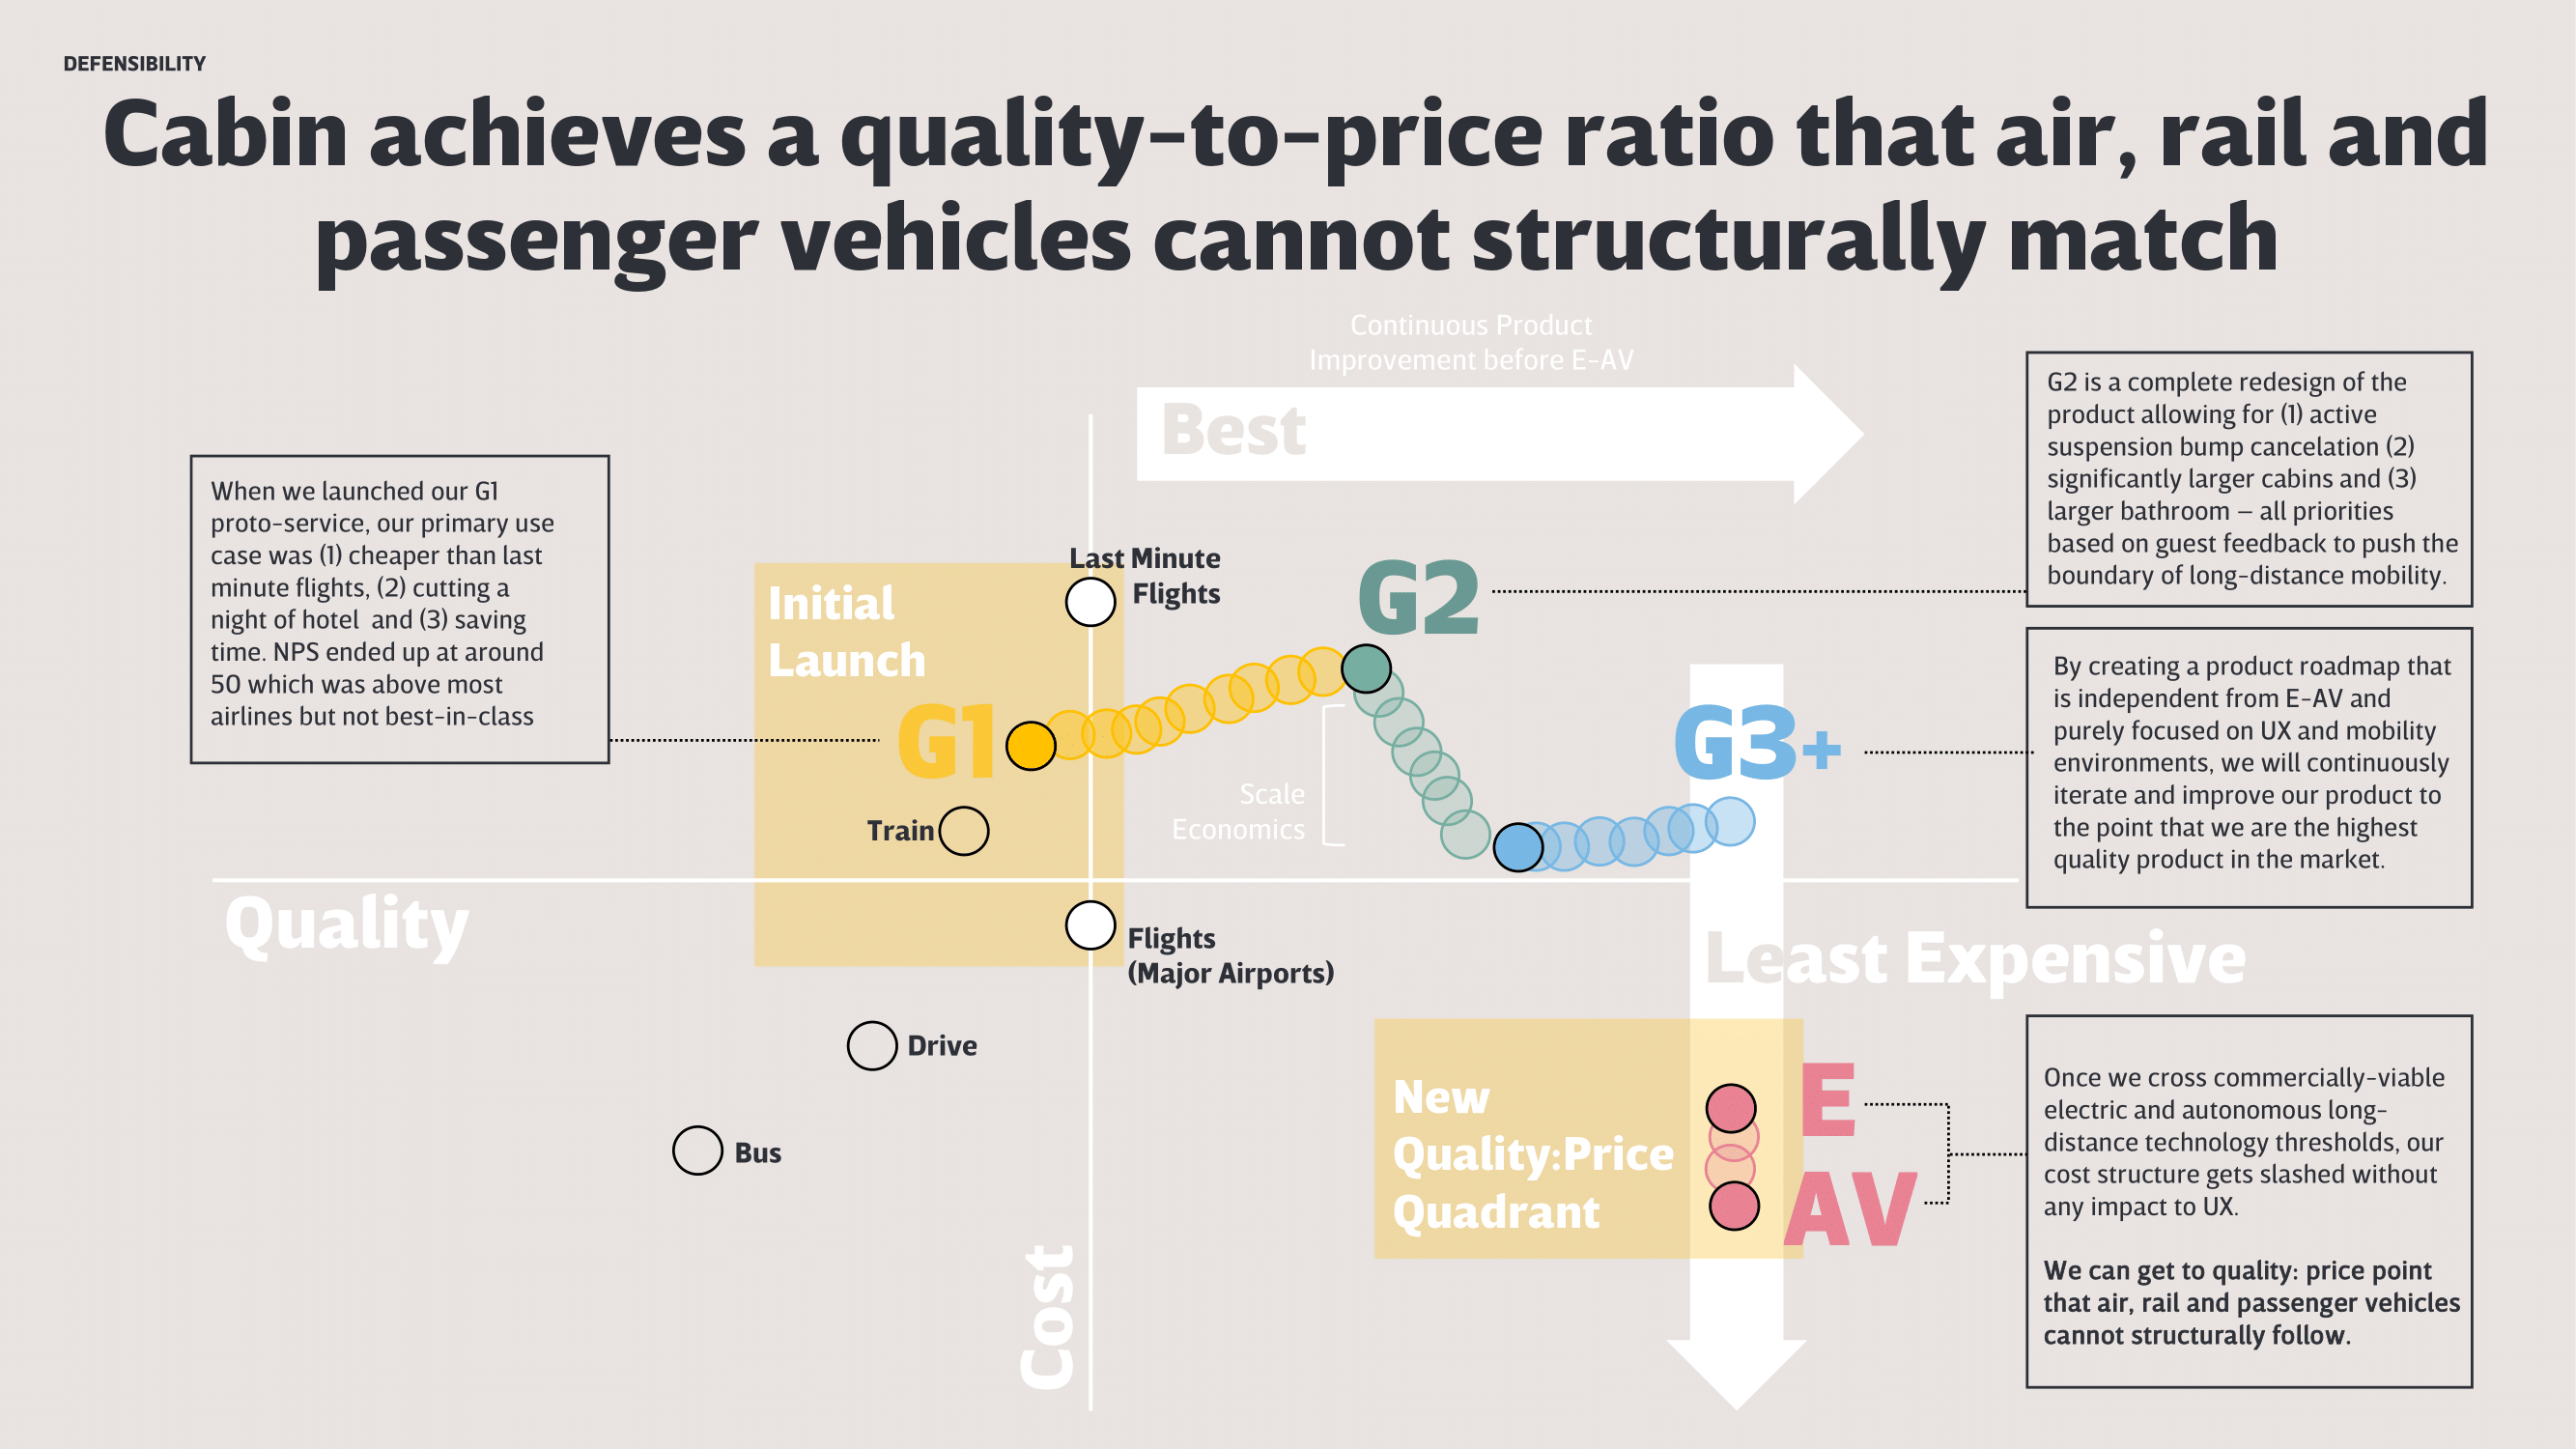 DEFENSIBILITY
Cabin achieves a quality-to-price ratio that air, rail and
passenger vehicles cannot structurally match
Continuous Product
Improvement before E-AV
Best
When we launched our G1
proto-service, our primary use
case was (1) cheaper than last
minute flights, (2) cutting a
night of hotel  and (3) saving
time. NPS ended up at around
50 which was above most
airlines but not best-in-class
Initial
Launch
G1
Last Minute
Flights
Train
G2
Scale
Economics
G3+
G2 is a complete redesign of the
product allowing for (1) active
suspension bump cancelation (2)
significantly larger cabins and (3)
larger bathroom – all priorities
based on guest feedback to push the
boundary of long-distance mobility.
By creating a product roadmap that
is independent from E-AV and
purely focused on UX and mobility
environments, we will continuously
iterate and improve our product to
the point that we are the highest
quality product in the market.
Quality
Flights
(Major Airports)
Least Expensive
Drive
Bus
Cost
New
Quality:Price
Quadrant
E
AV
Once we cross commercially-viable
electric and autonomous long-
distance technology thresholds, our
cost structure gets slashed without
any impact to UX.
We can get to quality: price point
that air, rail and passenger vehicles
cannot structurally follow.